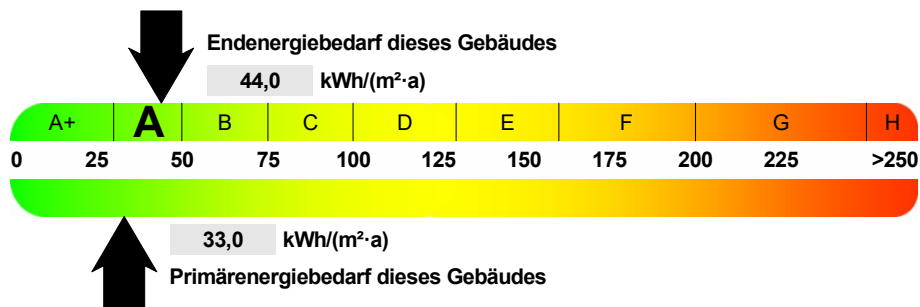 Endenergiebedarf dieses Gebäudes
44,0 kWh/(m²·a)
A+ A B C D E F G H
0 25 50 75 100 125 150 175 200 225 >250
33,0 kWh/(m²·a)
Primärenergiebedarf dieses Gebäudes